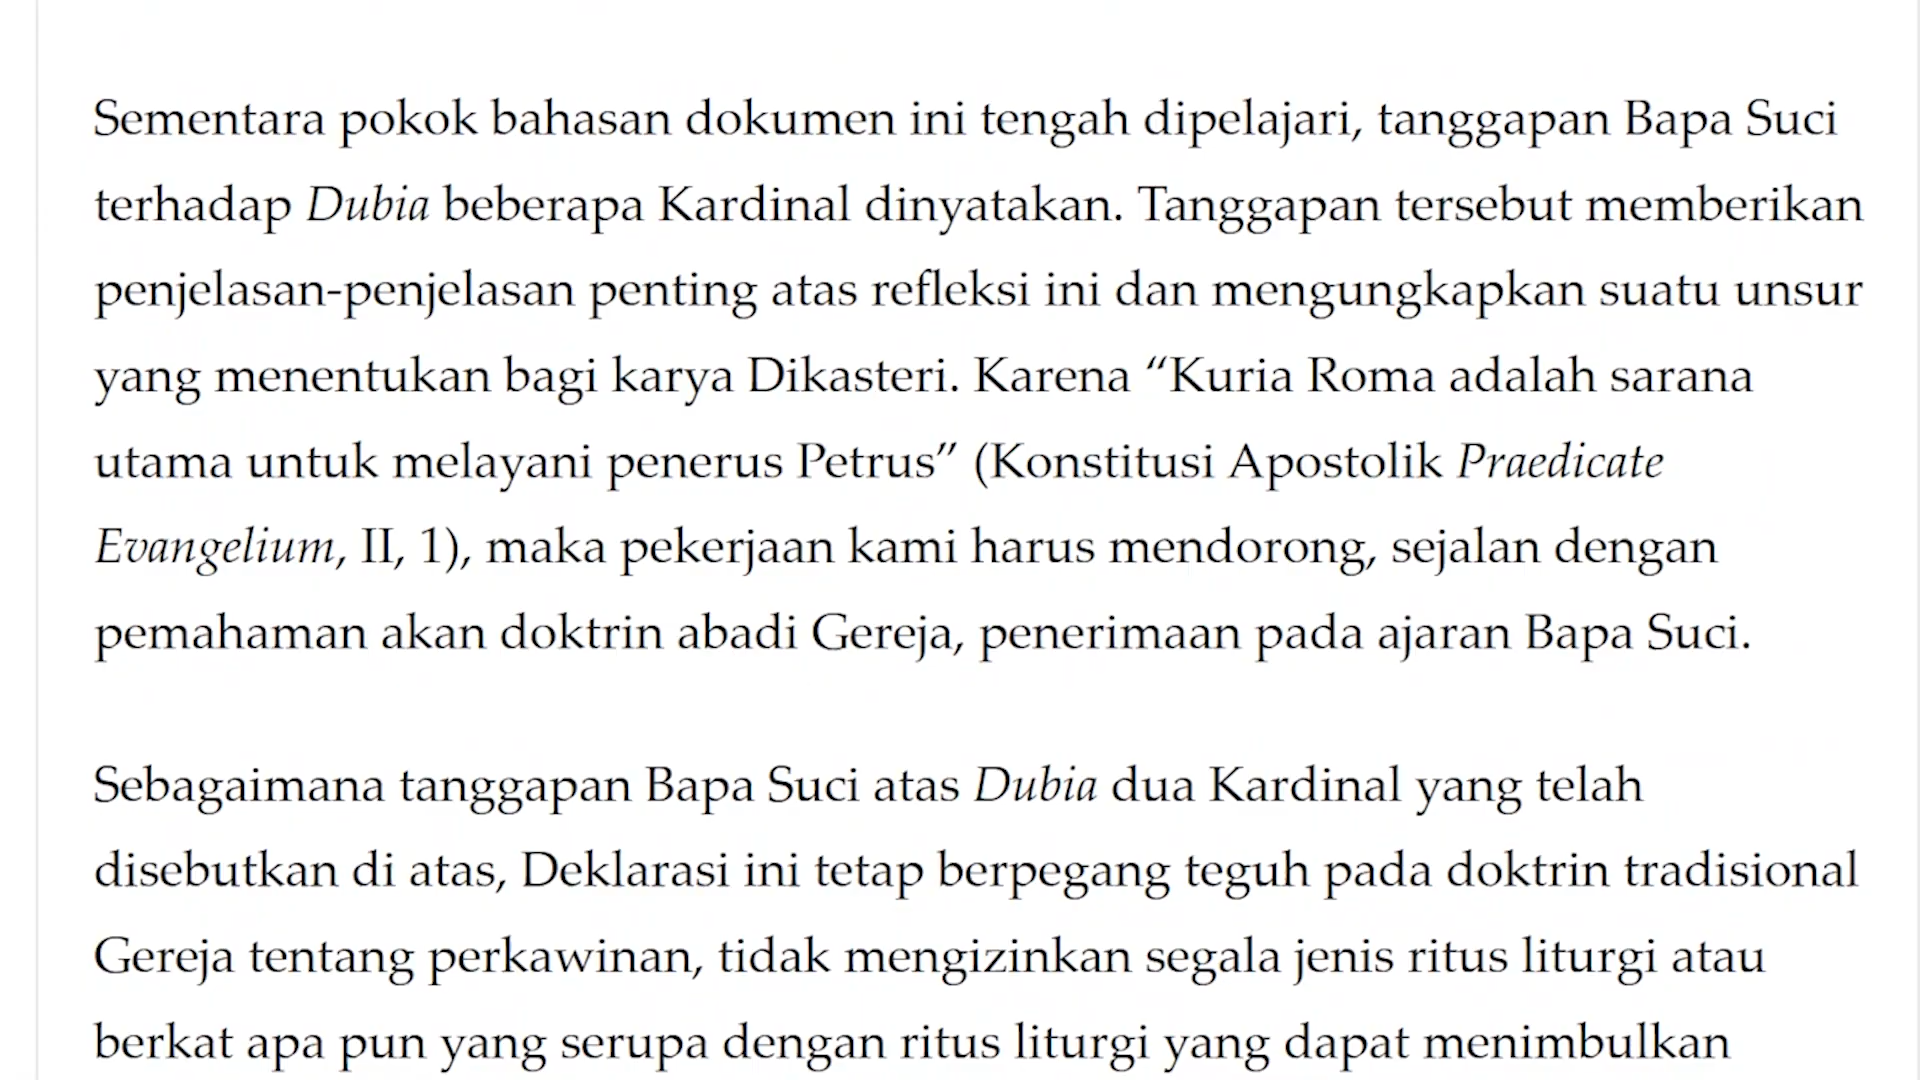 Sementara pokok bahasan dokumen ini tengah dipelajari, tanggapan Bapa Suci
terhadap Dubia beberapa Kardinal dinyatakan. Tanggapan tersebut memberikan
penjelasan-penjelasan penting atas refleksi ini dan mengungkapkan suatu unsur
yang menentukan bagi karya Dikasteri. Karena “Kuria Roma adalah sarana
utama untuk melayani penerus Petrus” (Konstitusi Apostolik Praedicate
Evangelium, II, 1), maka pekerjaan kami harus mendorong, sejalan dengan
pemahaman akan doktrin abadi Gereja, penerimaan pada ajaran Bapa Suci.
Sebagaimana tanggapan Bapa Suci atas Dubia dua Kardinal yang telah
disebutkan di atas, Deklarasi ini tetap berpegang teguh pada doktrin tradisional
Gereja tentang perkawinan, tidak mengizinkan segala jenis ritus liturgi atau
berkat apa pun yang serupa dengan ritus liturgi yang dapat menimbulkan